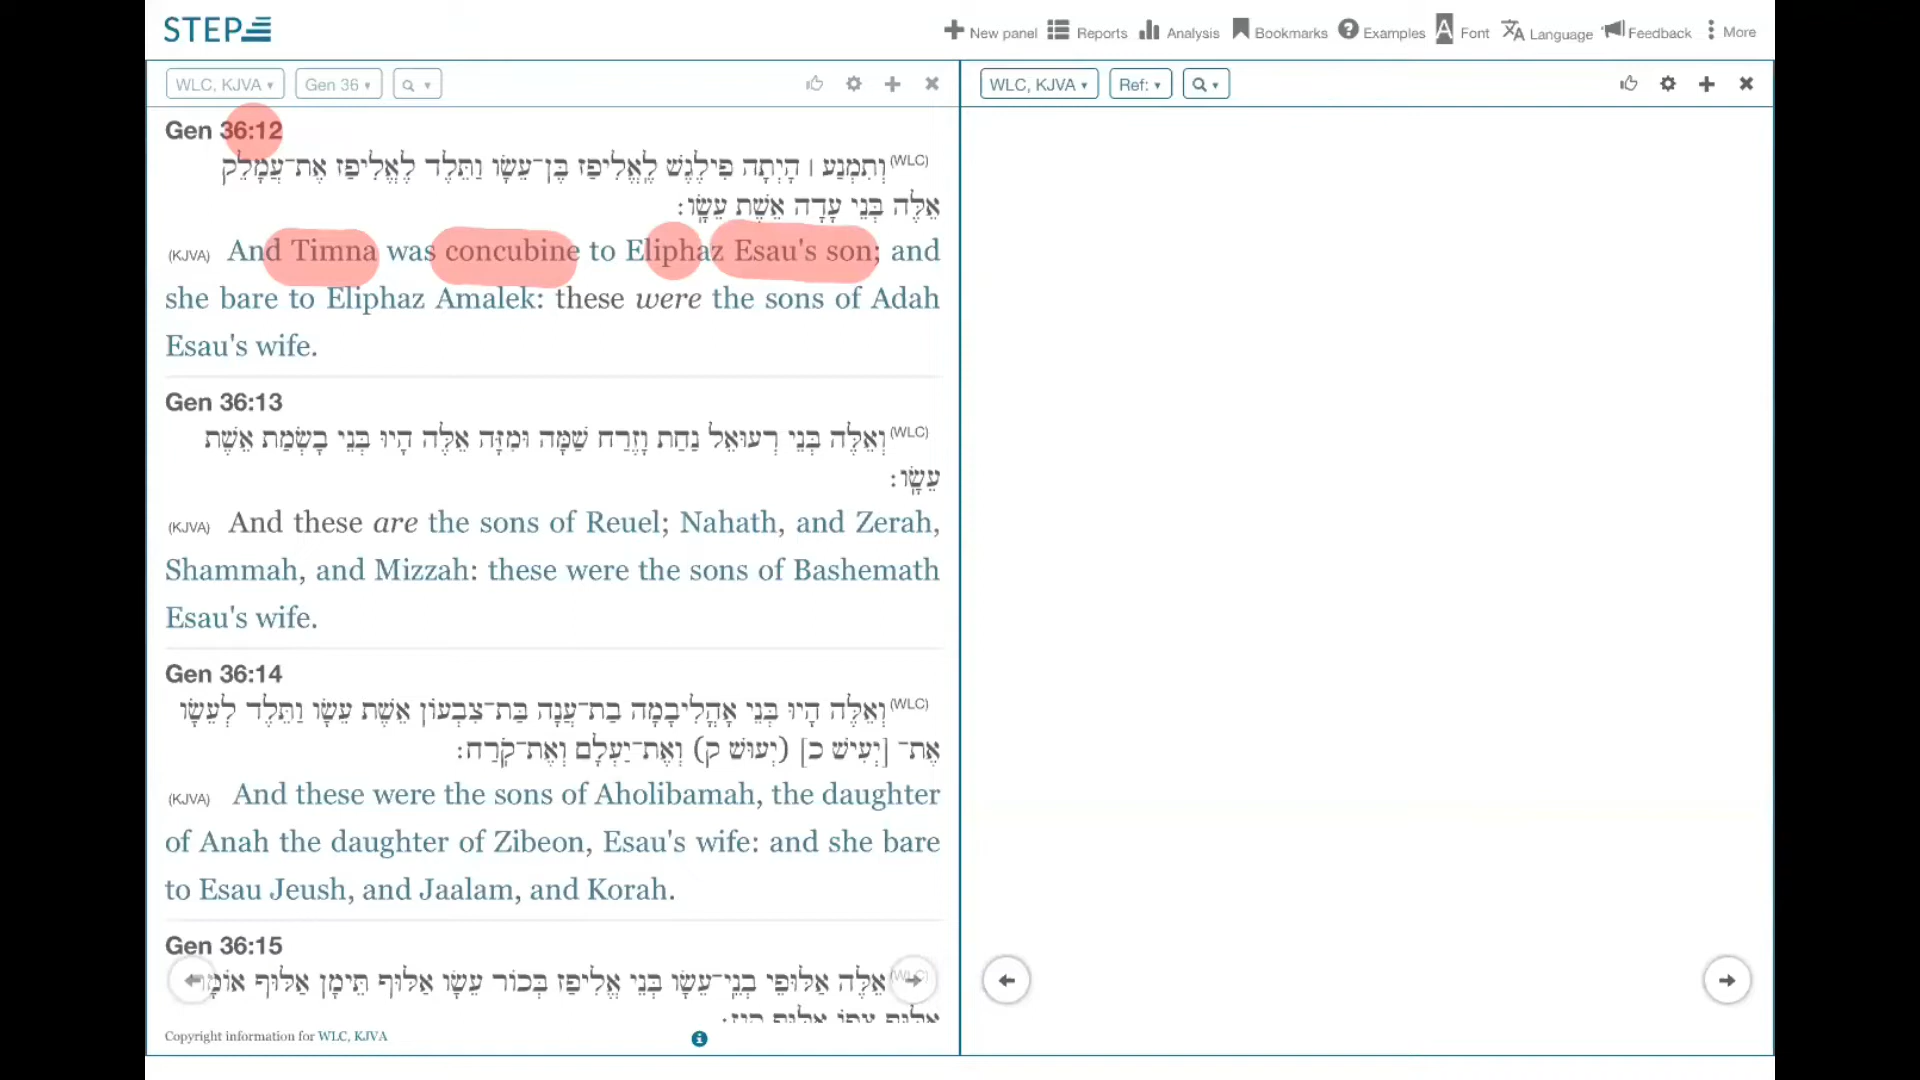 STEP
New panel Reports Analysis Bookmarks Examples Font Language Feedback More
WLC, KJVA Gen 36
WLC, KJVA Ref:
Gen 36:12
(WLC) וְתִמְנַע ׀ הָיְתָה פִילֶגֶשׁ לֶאֱלִיפַז בֶּן־עֵשָׂו וַתֵּלֶד לֶאֱלִיפַז אֶת־עֲמָלֵק
אֵלֶּה בְּנֵי עָדָה אֵשֶׁת עֵשָׂו׃
(KJVA) And Timna was concubine to Eliphaz Esau's son; and
she bare to Eliphaz Amalek: these were the sons of Adah
Esau's wife.
Gen 36:13
(WLC) וְאֵלֶּה בְּנֵי רְעוּאֵל נַחַת וָזֶרַח שַׁמָּה וּמִזָּה אֵלֶּה הָיוּ בְּנֵי בָשְׂמַת אֵשֶׁת
עֵשָׂו׃
(KJVA) And these are the sons of Reuel; Nahath, and Zerah,
Shammah, and Mizzah: these were the sons of Bashemath
Esau's wife.
Gen 36:14
(WLC) וְאֵלֶּה הָיוּ בְּנֵי אָהֳלִיבָמָה בַת־עֲנָה בַּת־צִבְעוֹן אֵשֶׁת עֵשָׂו וַתֵּלֶד לְעֵשָׂו
אֶת־ [יְעִישׁ כ] (יְעוּשׁ ק) וְאֶת־יַעְלָם וְאֶת־קֹרַח׃
(KJVA) And these were the sons of Aholibamah, the daughter
of Anah the daughter of Zibeon, Esau's wife: and she bare
to Esau Jeush, and Jaalam, and Korah.
Gen 36:15
(WLC) אֵלֶּה אַלּוּפֵי בְנֵי־עֵשָׂו בְּנֵי אֱלִיפַז בְּכוֹר עֵשָׂו אַלּוּף תֵּימָן אַלּוּף אוֹמָר
Copyright information for WLC, KJVA